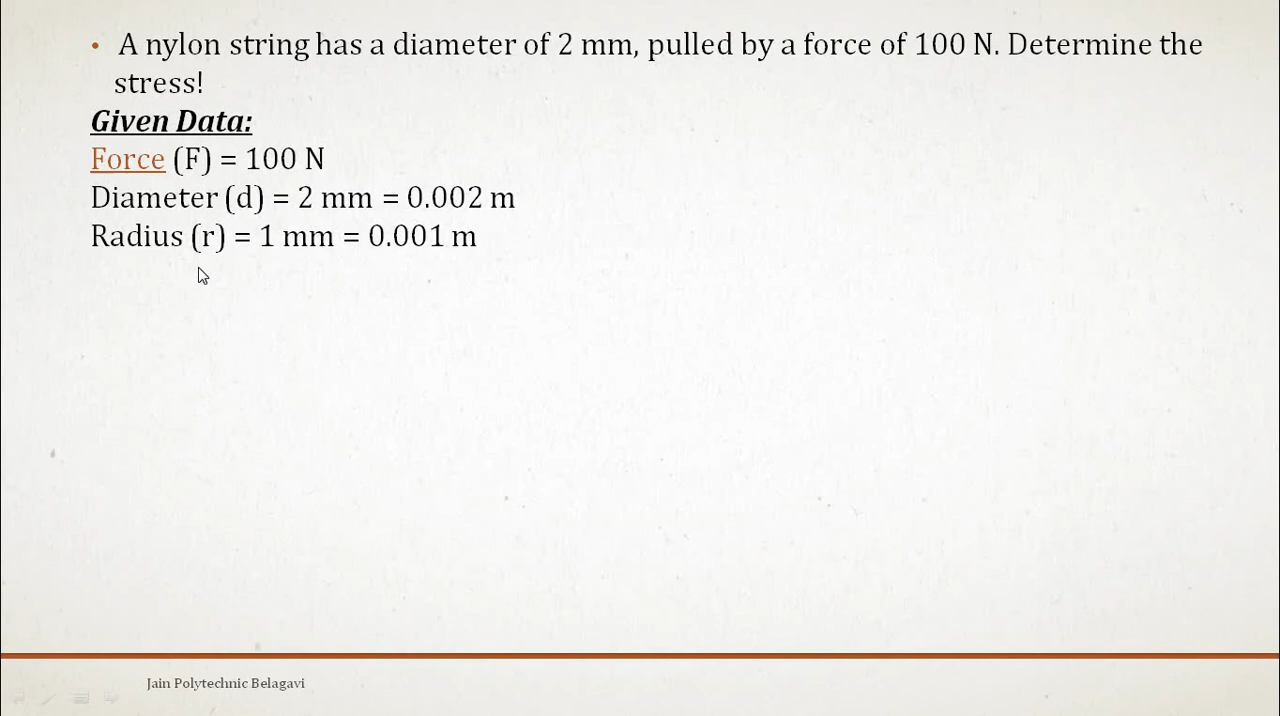 • A nylon string has a diameter of 2 mm, pulled by a force of 100 N. Determine the
stress!
Given Data:
Force (F) = 100 N
Diameter (d) = 2 mm = 0.002 m
Radius (r) = 1 mm = 0.001 m
Jain Polytechnic Belagavi